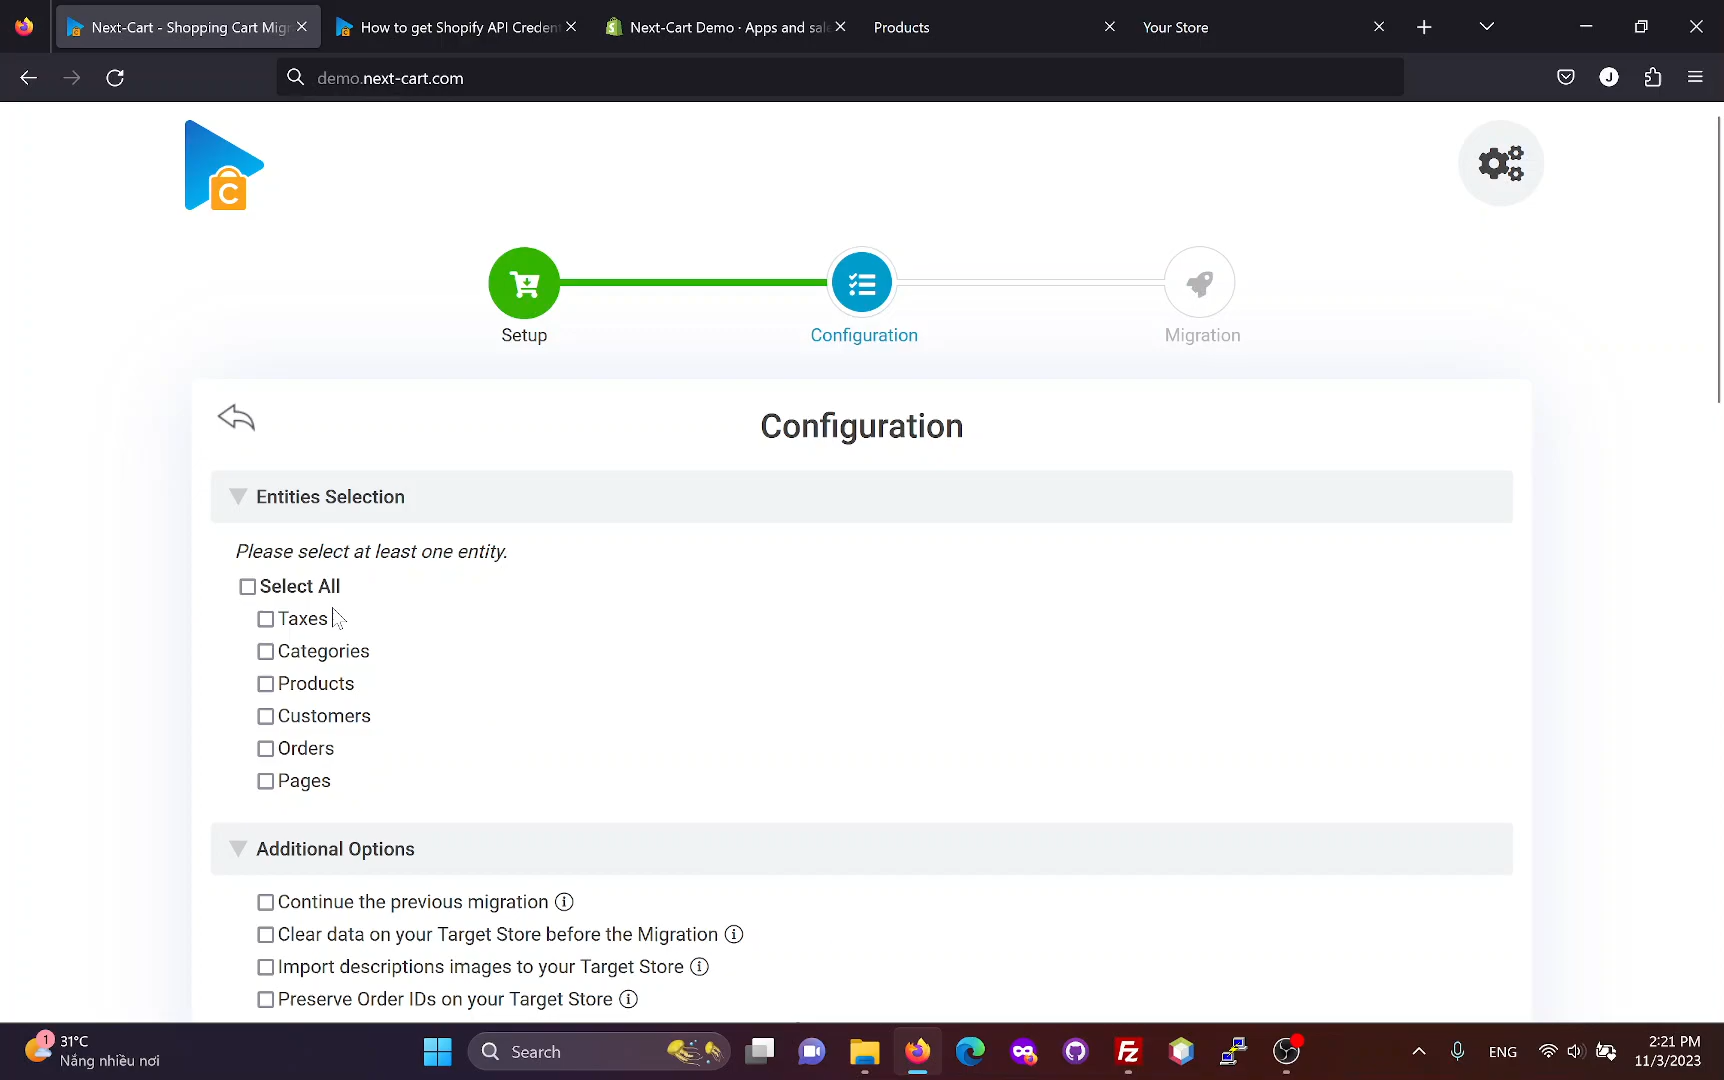 Next-Cart - Shopping Cart Migr
How to get Shopify API Creden
Next-Cart Demo · Apps and sal
Products
Your Store
demo.next-cart.com
J
C
Setup
Configuration
Migration
Configuration
Entities Selection
Please select at least one entity.
Select All
Taxes
Categories
Products
Customers
Orders
Pages
Additional Options
Continue the previous migration
Clear data on your Target Store before the Migration
Import descriptions images to your Target Store
Preserve Order IDs on your Target Store
1
31°C
Nắng nhiều nơi
Search
Fz
ENG
2:21 PM
11/3/2023